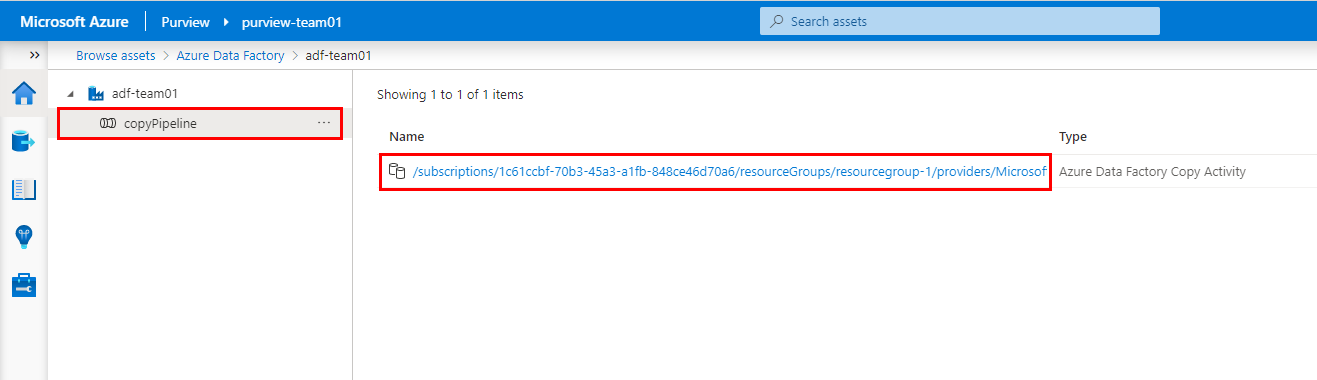 Microsoft Azure Purview purview-team01 Search assets
Browse assets > Azure Data Factory > adf-team01
adf-team01
copyPipeline ...
Showing 1 to 1 of 1 items
Name Type
/subscriptions/1c61ccbf-70b3-45a3-a1fb-848ce46d70a6/resourceGroups/resourcegroup-1/providers/Microsof Azure Data Factory Copy Activity